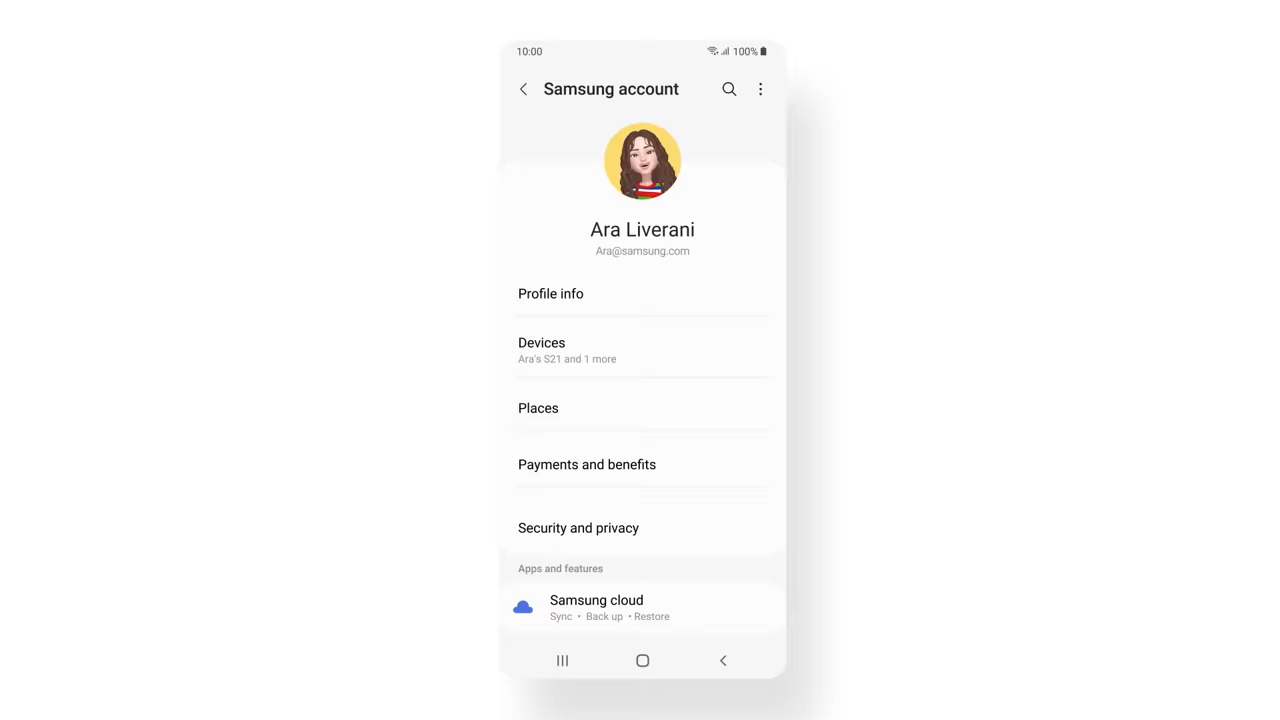 10:00 100%
Samsung account
Ara Liverani
Ara@samsung.com
Profile info
Devices
Ara's S21 and 1 more
Places
Payments and benefits
Security and privacy
Apps and features
Samsung cloud
Sync • Back up • Restore